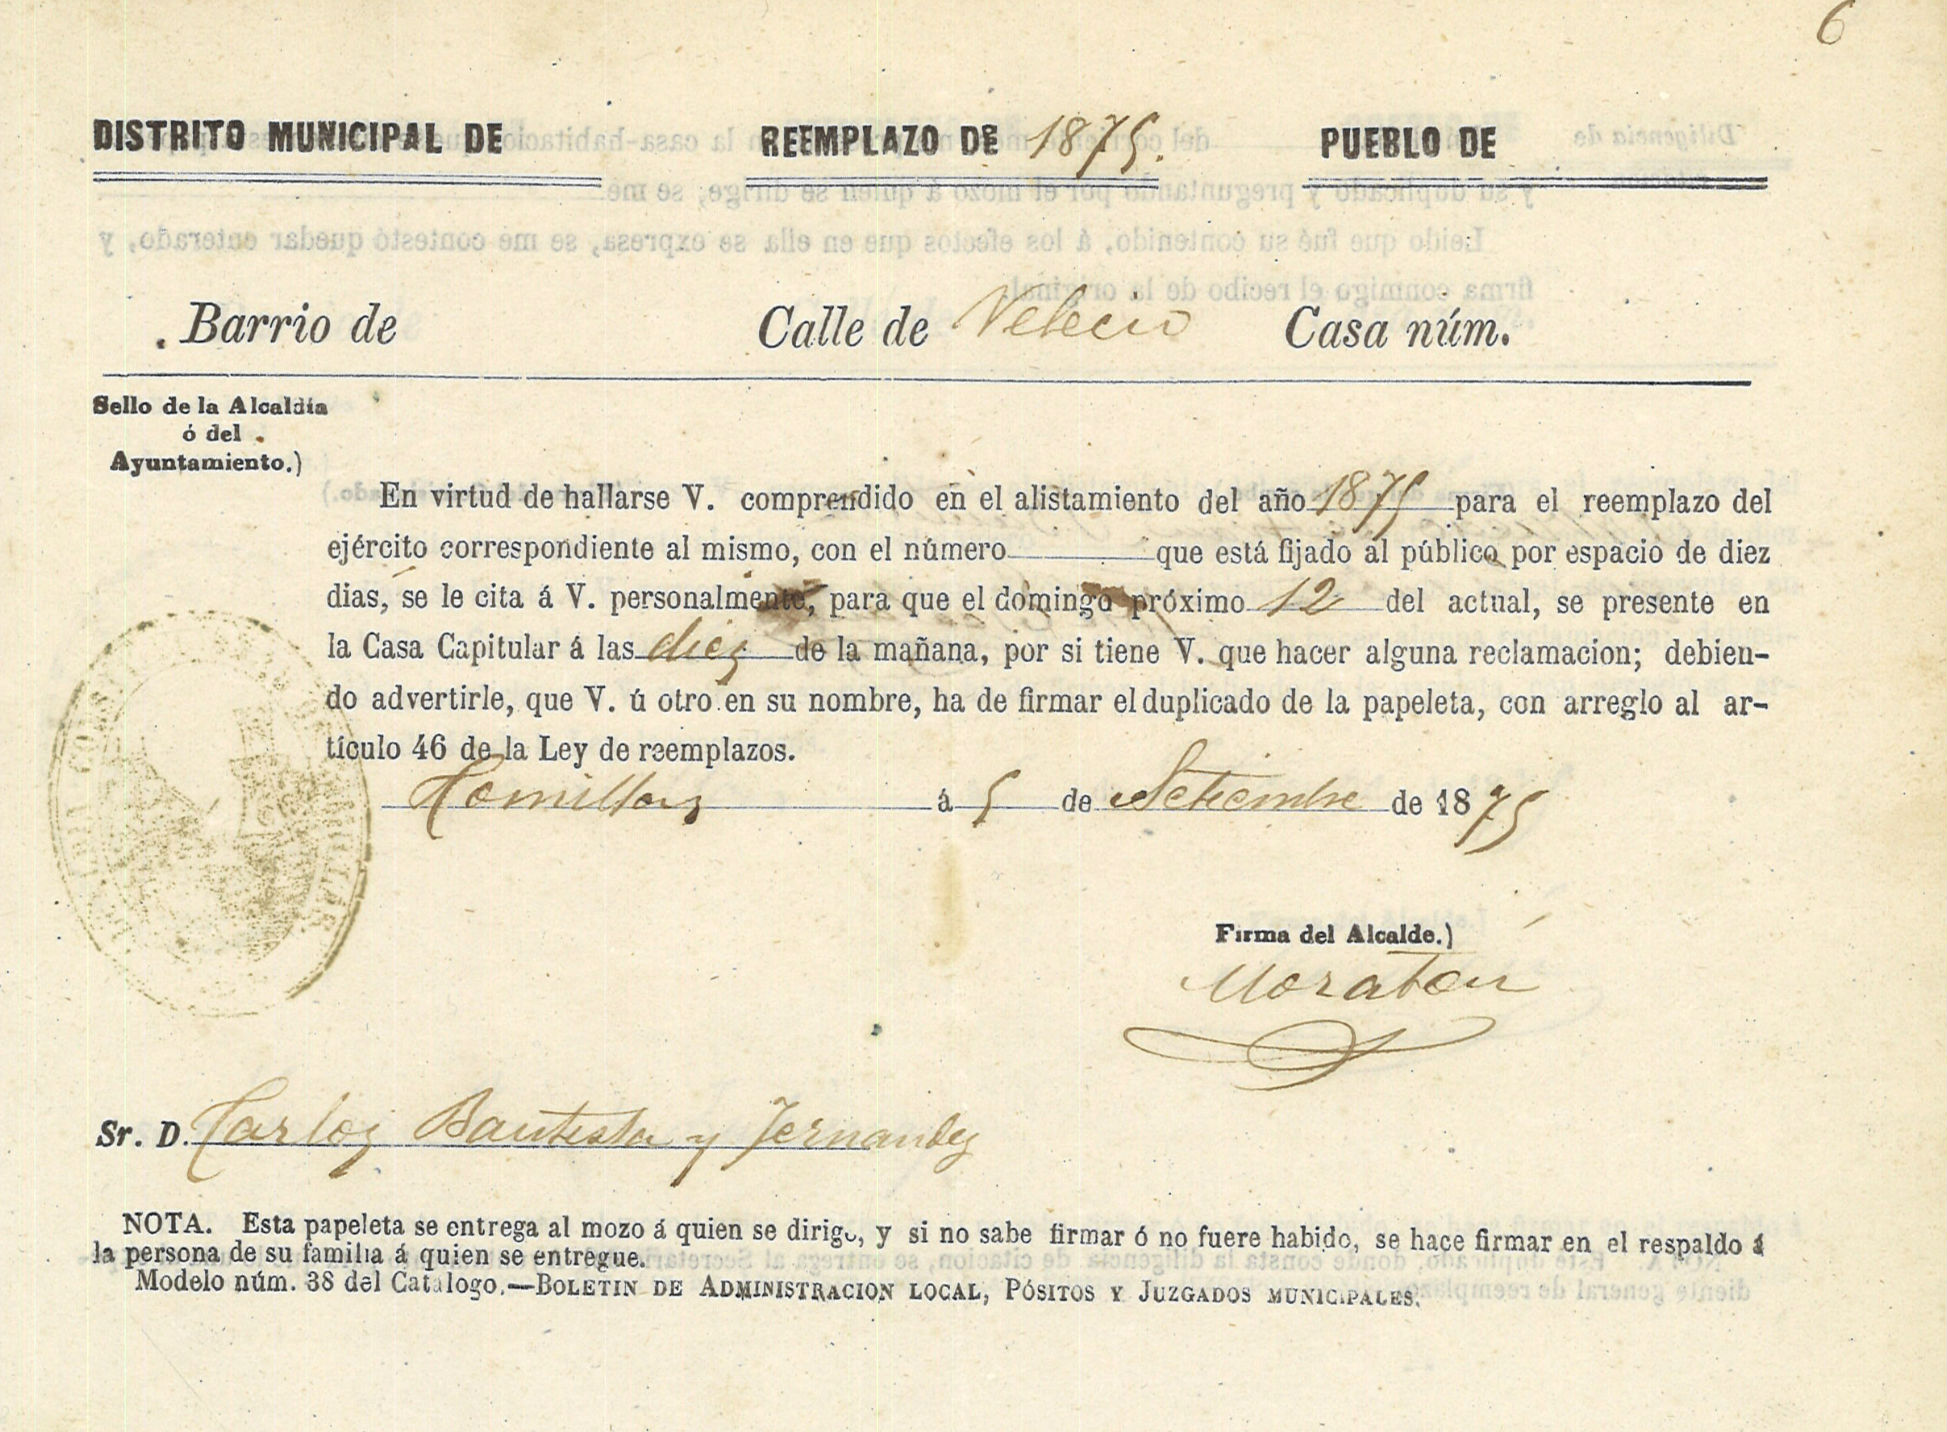 6
DISTRITO MUNICIPAL DE REEMPLAZO DE 1875. PUEBLO DE
Barrio de Calle de Velecio Casa núm.
Sello de la Alcaldía
ó del
Ayuntamiento.)
En virtud de hallarse V. comprendido en el alistamiento del año 1875 para el reemplazo del
ejército correspondiente al mismo, con el número que está fijado al público por espacio de diez
dias, se le cita á V. personalmente, para que el domingo próximo 12 del actual, se presente en
la Casa Capitular á las diez de la mañana, por si tiene V. que hacer alguna reclamacion; debien-
do advertirle, que V. ú otro en su nombre, ha de firmar el duplicado de la papeleta, con arreglo al ar-
tículo 46 de la Ley de reemplazos.
Comillas á 5 de Setiembre de 1875
Firma del Alcalde.)
Moraton
Sr. D. Carlos Bautista y Fernandez
NOTA. Esta papeleta se entrega al mozo á quien se dirige, y si no sabe firmar ó no fuere habido, se hace firmar en el respaldo á
la persona de su familia á quien se entregue.
Modelo núm. 38 del Catálogo.—BOLETIN DE ADMINISTRACION LOCAL, PÓSITOS Y JUZGADOS MUNICIPALES.